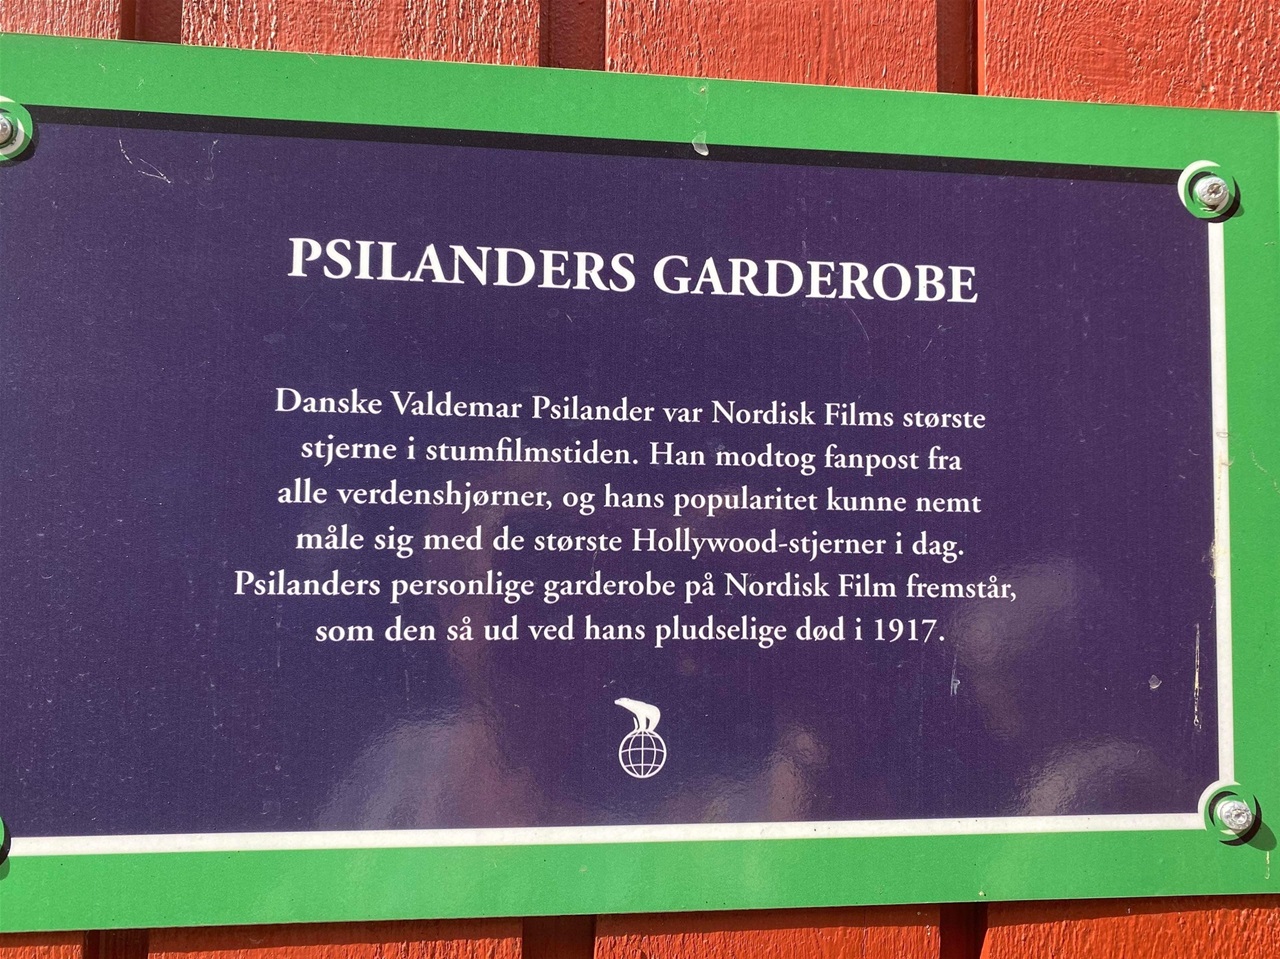 PSILANDERS GARDEROBE
Danske Valdemar Psilander var Nordisk Films største
stjerne i stumfilmstiden. Han modtog fanpost fra
alle verdenshjørner, og hans popularitet kunne nemt
måle sig med de største Hollywood-stjerner i dag.
Psilanders personlige garderobe på Nordisk Film fremstår,
som den så ud ved hans pludselige død i 1917.